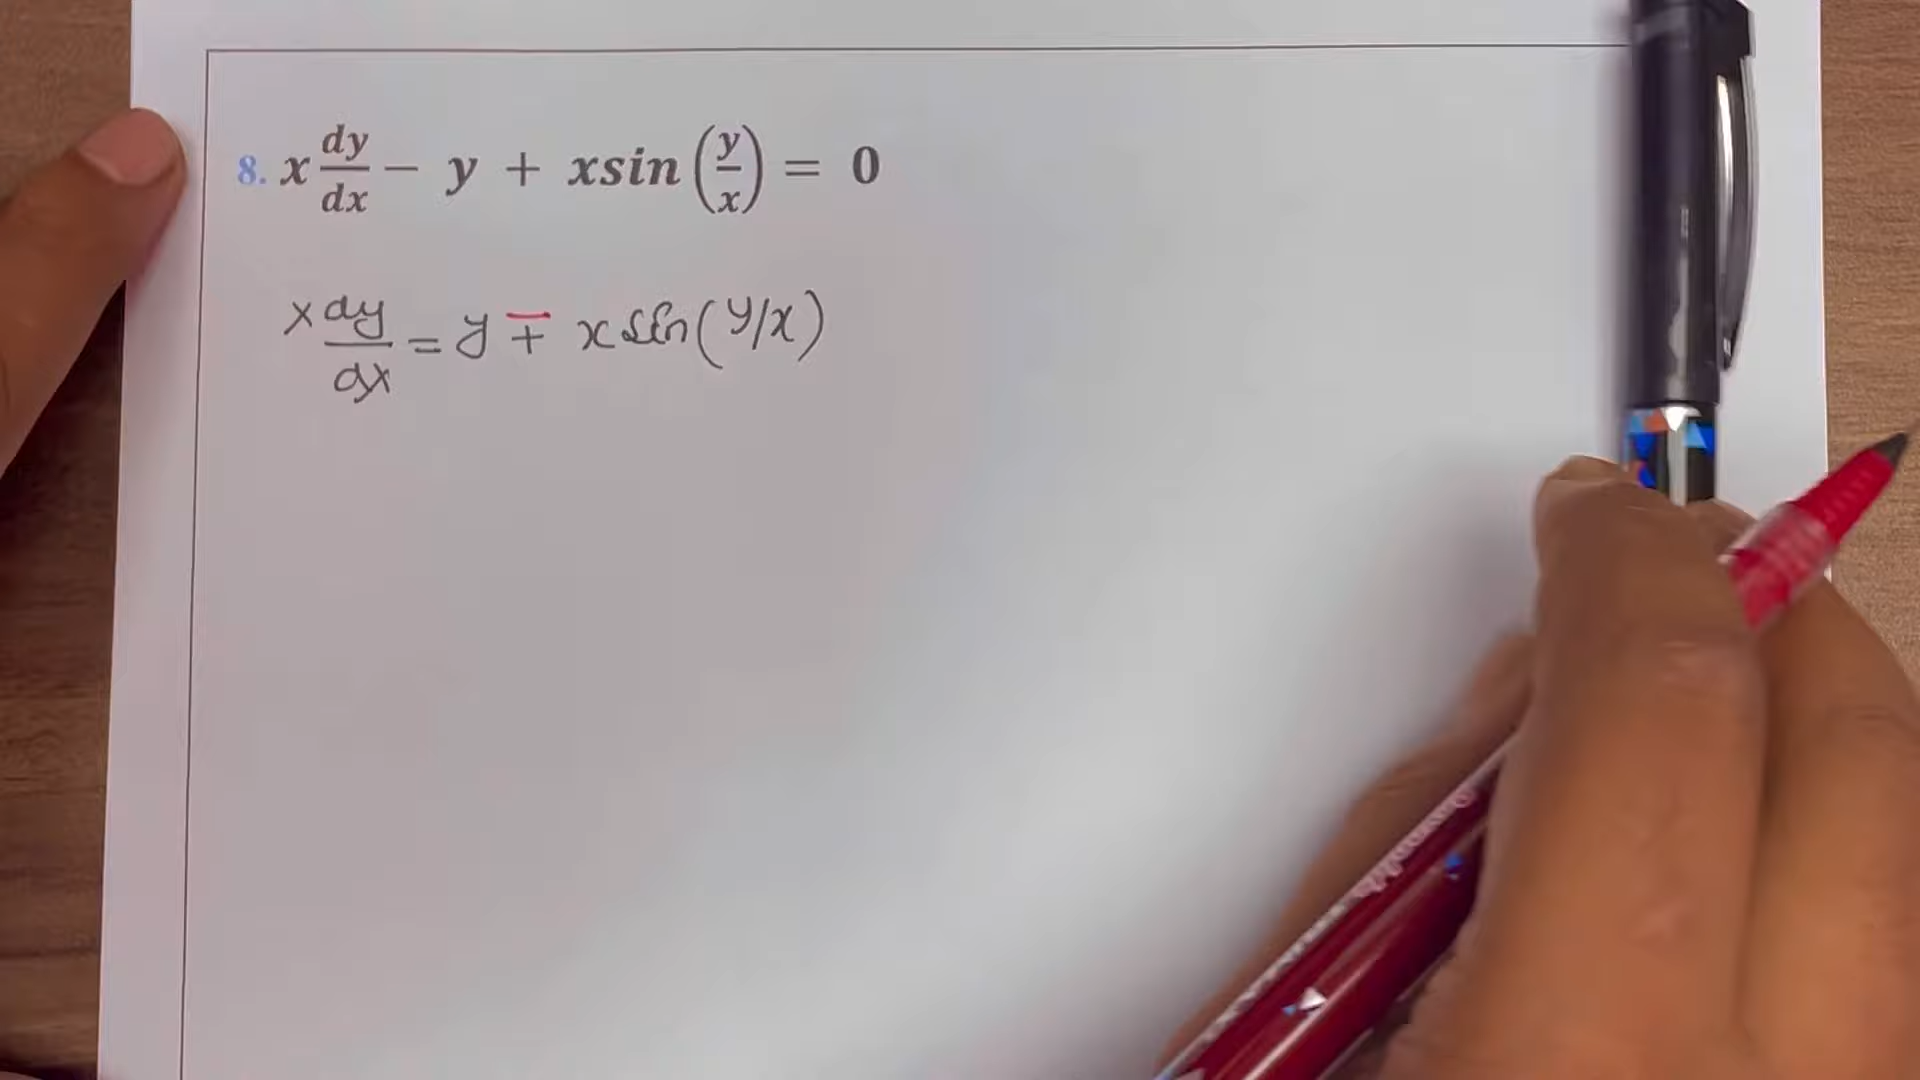 8. x dy/dx − y + xsin(y/x) = 0
x dy/dx = y ∓ x sin(y/x)